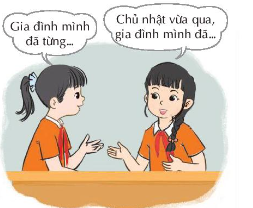 Gia đình mình
đã từng...
Chủ nhật vừa qua,
gia đình mình đã...